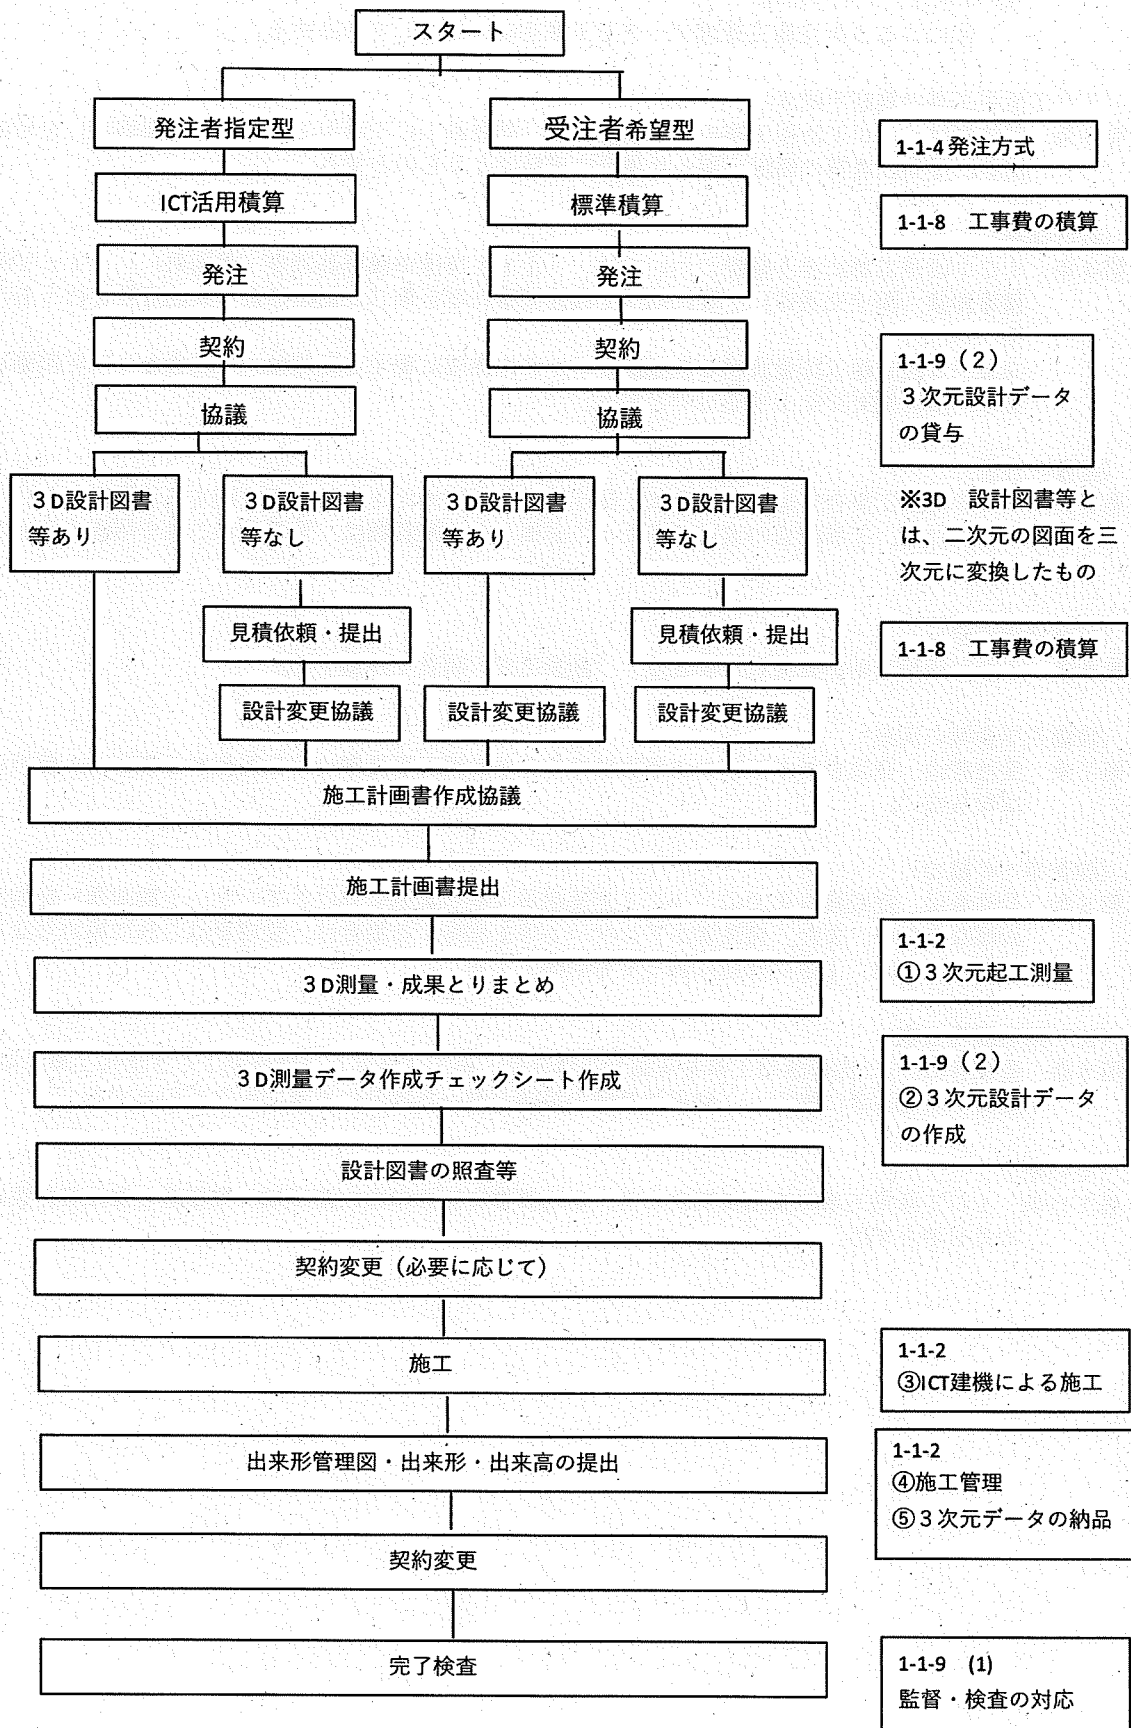 スタート
発注者指定型
受注者希望型
1-1-4発注方式
ICT活用積算
標準積算
1-1-8 工事費の積算
発注
発注
契約
契約
1-1-9（2）
３次元設計データ
の貸与
協議
協議
３D設計図書
等あり
３D設計図書
等なし
３D設計図書
等あり
３D設計図書
等なし
※3D 設計図書等と
は、二次元の図面を三
次元に変換したもの
見積依頼・提出
見積依頼・提出
1-1-8 工事費の積算
設計変更協議
設計変更協議
設計変更協議
施工計画書作成協議
施工計画書提出
1-1-2
①３次元起工測量
３D測量・成果とりまとめ
1-1-9（2）
②３次元設計データ
の作成
３D測量データ作成チェックシート作成
設計図書の照査等
契約変更（必要に応じて）
施工
1-1-2
③ICT建機による施工
出来形管理図・出来形・出来高の提出
1-1-2
④施工管理
⑤３次元データの納品
契約変更
完了検査
1-1-9 (1)
監督・検査の対応